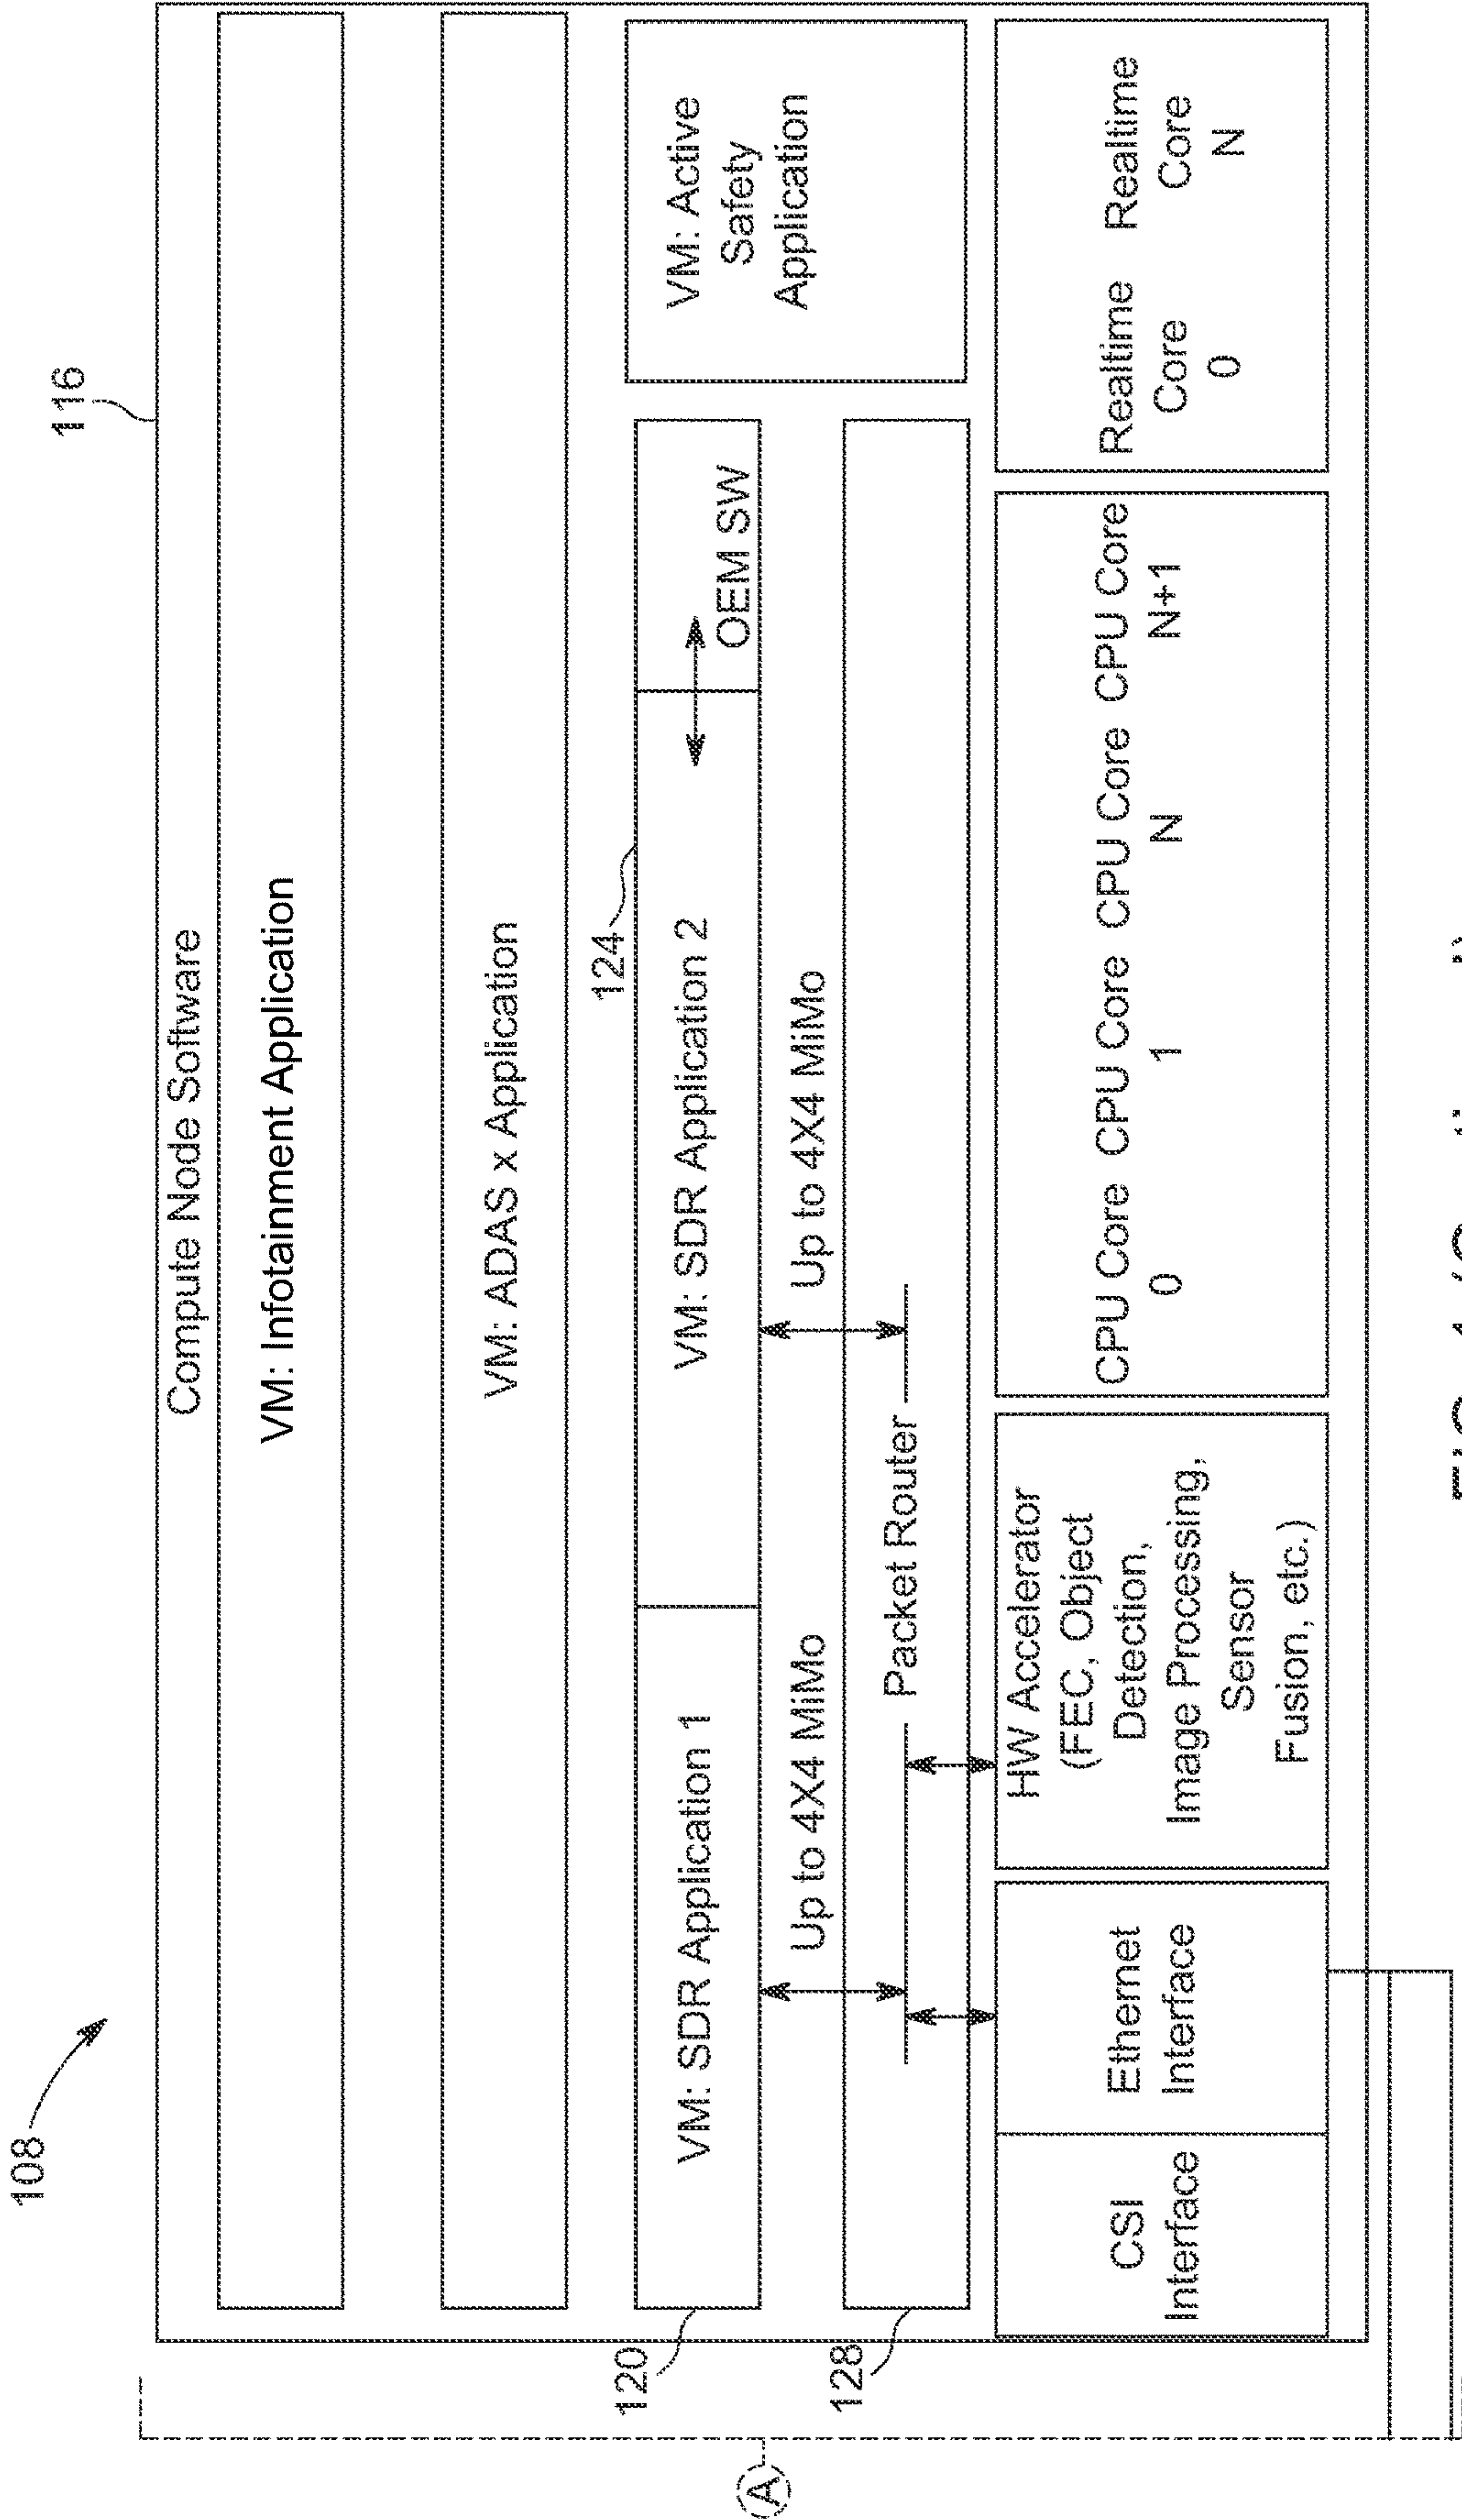 108
116
Compute Node Software
VM: Infotainment Application
VM: ADAS x Application
124
120
VM: SDR Application 1
VM: SDR Application 2
OEM SW
VM: Active
Safety
Application
Up to 4X4 MiMo
Up to 4X4 MiMo
128
Packet Router
CSI
Interface
Ethernet
Interface
HW Accelerator
(FEC, Object
Detection,
Image Processing,
Sensor
Fusion, etc.)
CPU Core
0
CPU Core
1
CPU Core
N
CPU Core
N+1
Realtime
Core
0
Realtime
Core
N
A